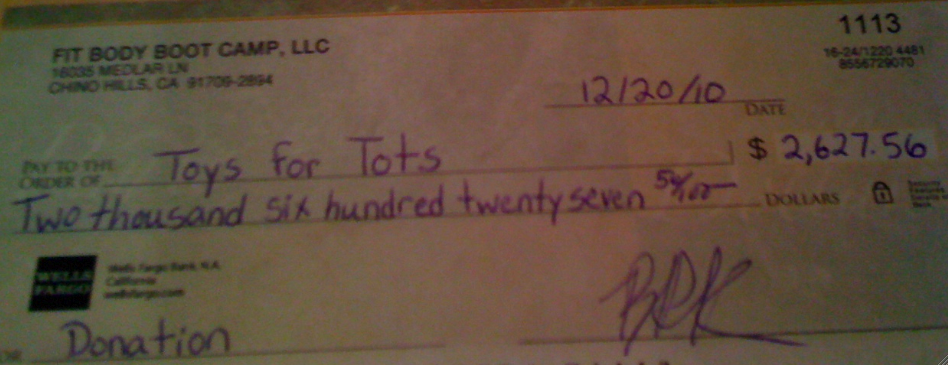 1113
FIT BODY BOOT CAMP, LLC
16035 MEDLAR LN
CHINO HILLS, CA 91709-2894
16-24/1220 4481
8556729070
12/20/10
DATE
PAY TO THE
ORDER OF
Toys for Tots
$ 2,627.56
Two thousand six hundred twenty seven 56/100
DOLLARS
WELLS
FARGO
Wells Fargo Bank, N.A.
California
wellsfargo.com
Donation